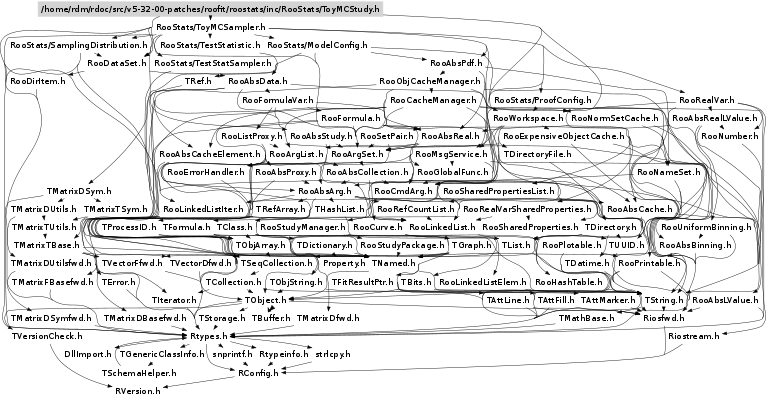 /home/rdm/rdoc/src/v5-32-00-patches/roofit/roostats/inc/RooStats/ToyMCStudy.h
RooStats/ToyMCSampler.h
RooStats/SamplingDistribution.h RooStats/TestStatistic.h RooStats/ModelConfig.h
RooDataSet.h RooStats/TestStatSampler.h RooAbsPdf.h
RooDirItem.h TRef.h RooAbsData.h RooObjCacheManager.h
RooFormulaVar.h RooCacheManager.h RooStats/ProofConfig.h RooRealVar.h
RooFormula.h RooWorkspace.h RooNormSetCache.h RooAbsRealLValue.h
RooListProxy.h RooAbsStudy.h RooSetPair.h RooAbsReal.h RooExpensiveObjectCache.h RooNumber.h
RooAbsCacheElement.h RooArgList.h RooArgSet.h RooMsgService.h TDirectoryFile.h
RooErrorHandler.h RooAbsProxy.h RooAbsCollection.h RooGlobalFunc.h RooNameSet.h
TMatrixDSym.h RooAbsArg.h RooCmdArg.h RooSharedPropertiesList.h
TMatrixDUtils.h TMatrixTSym.h RooLinkedListIter.h TRefArray.h THashList.h RooRefCountList.h RooRealVarSharedProperties.h RooAbsCache.h
TMatrixTUtils.h TProcessID.h TFormula.h TClass.h RooStudyManager.h RooCurve.h RooLinkedList.h RooSharedProperties.h TDirectory.h RooUniformBinning.h
TMatrixTBase.h TObjArray.h TDictionary.h RooStudyPackage.h TGraph.h TList.h RooPlotable.h TUUID.h RooAbsBinning.h
TMatrixDUtilsfwd.h TVectorFfwd.h TVectorDfwd.h TSeqCollection.h Property.h TNamed.h TDatime.h RooPrintable.h
TMatrixFBasefwd.h TError.h TCollection.h TObjString.h TFitResultPtr.h TBits.h RooLinkedListElem.h RooHashTable.h
TIterator.h TObject.h TAttLine.h TAttFill.h TAttMarker.h TString.h RooAbsLValue.h
TMatrixDSymfwd.h TMatrixDBasefwd.h TStorage.h TBuffer.h TMatrixDfwd.h TMathBase.h Riosfwd.h
TVersionCheck.h Rtypes.h Riostream.h
DllImport.h TGenericClassInfo.h snprintf.h Rtypeinfo.h strlcpy.h
TSchemaHelper.h RConfig.h
RVersion.h